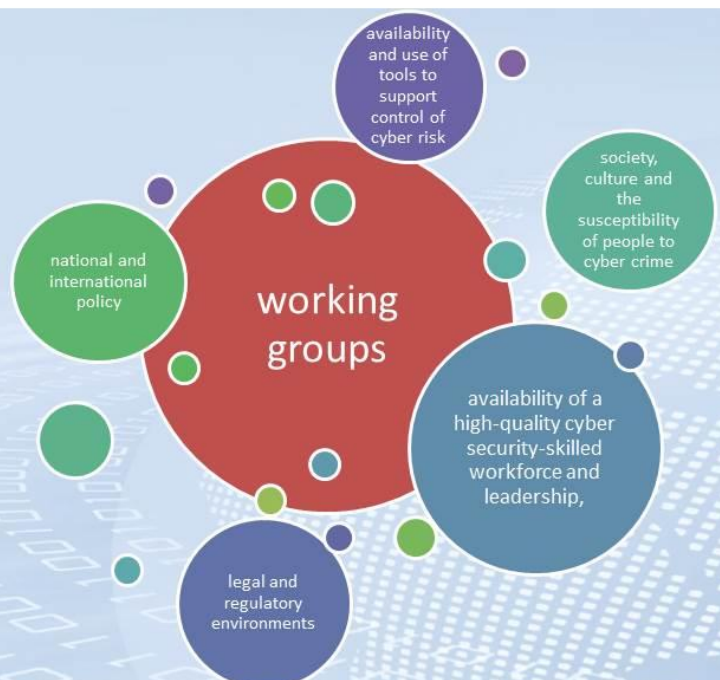 availability
and use of
tools to
support
control of
cyber risk
society,
culture and
the
susceptibility
of people to
cyber crime
national and
international
policy
working
groups
availability of a
high-quality cyber
security-skilled
workforce and
leadership,
legal and
regulatory
environments